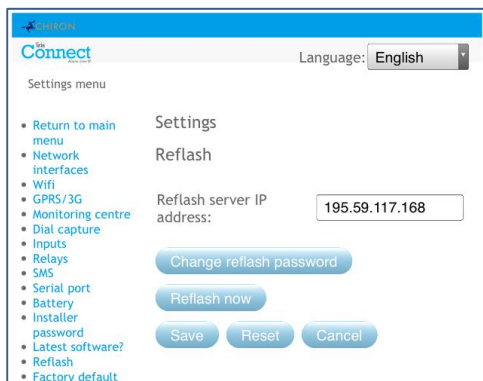 CHIRON
Connect
Language: English
Settings menu
Return to main
menu
Network
interfaces
Wifi
GPRS/3G
Monitoring centre
Dial capture
Inputs
Relays
SMS
Serial port
Battery
Installer
password
Latest software?
Reflash
Factory default
Settings
Reflash
Reflash server IP
address:
195.59.117.168
Change reflash password
Reflash now
Save Reset Cancel